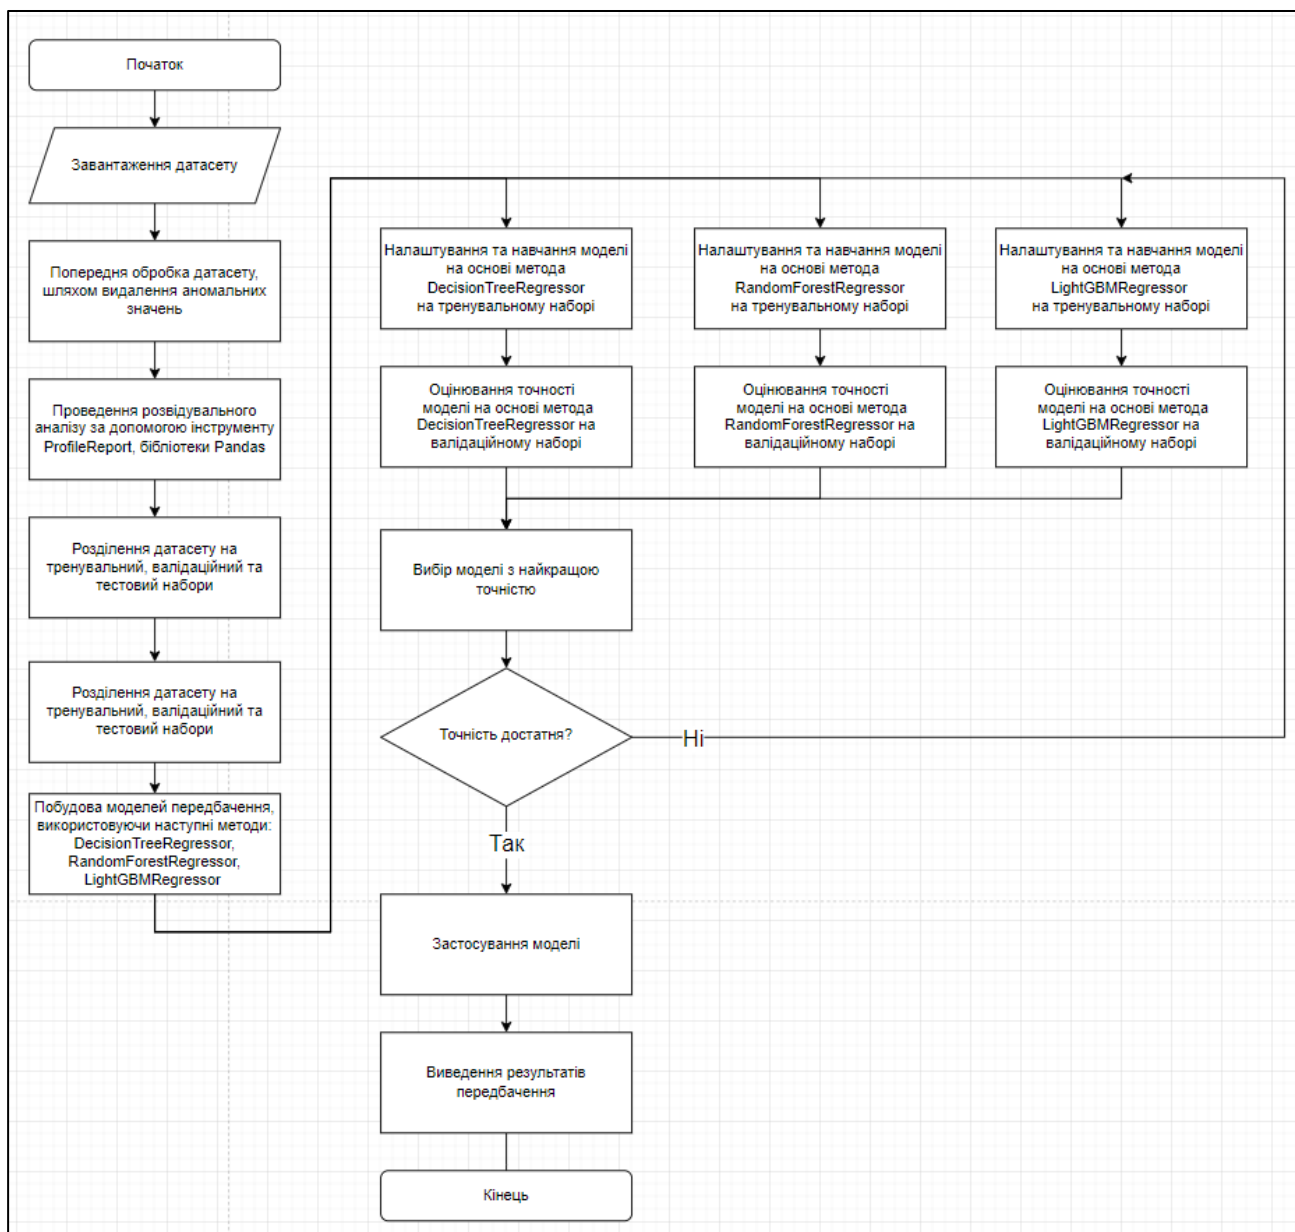 Початок
Завантаження датасету
Попередня обробка датасету,
шляхом видалення аномальних
значень
Проведення розвідувального
аналізу за допомогою інструменту
ProfileReport, бібліотеки Pandas
Розділення датасету на
тренувальний, валідаційний та
тестовий набори
Розділення датасету на
тренувальний, валідаційний та
тестовий набори
Побудова моделей передбачення,
використовуючи наступні методи:
DecisionTreeRegressor,
RandomForestRegressor,
LightGBMRegressor
Налаштування та навчання моделі
на основі метода
DecisionTreeRegressor
на тренувальному наборі
Налаштування та навчання моделі
на основі метода
RandomForestRegressor
на тренувальному наборі
Налаштування та навчання моделі
на основі метода
LightGBMRegressor
на тренувальному наборі
Оцінювання точності
моделі на основі метода
DecisionTreeRegressor на
валідаційному наборі
Оцінювання точності
моделі на основі метода
RandomForestRegressor на
валідаційному наборі
Оцінювання точності
моделі на основі метода
LightGBMRegressor на
валідаційному наборі
Вибір моделі з найкращою
точністю
Точність достатня?
Ні
Так
Застосування моделі
Виведення результатів
передбачення
Кінець